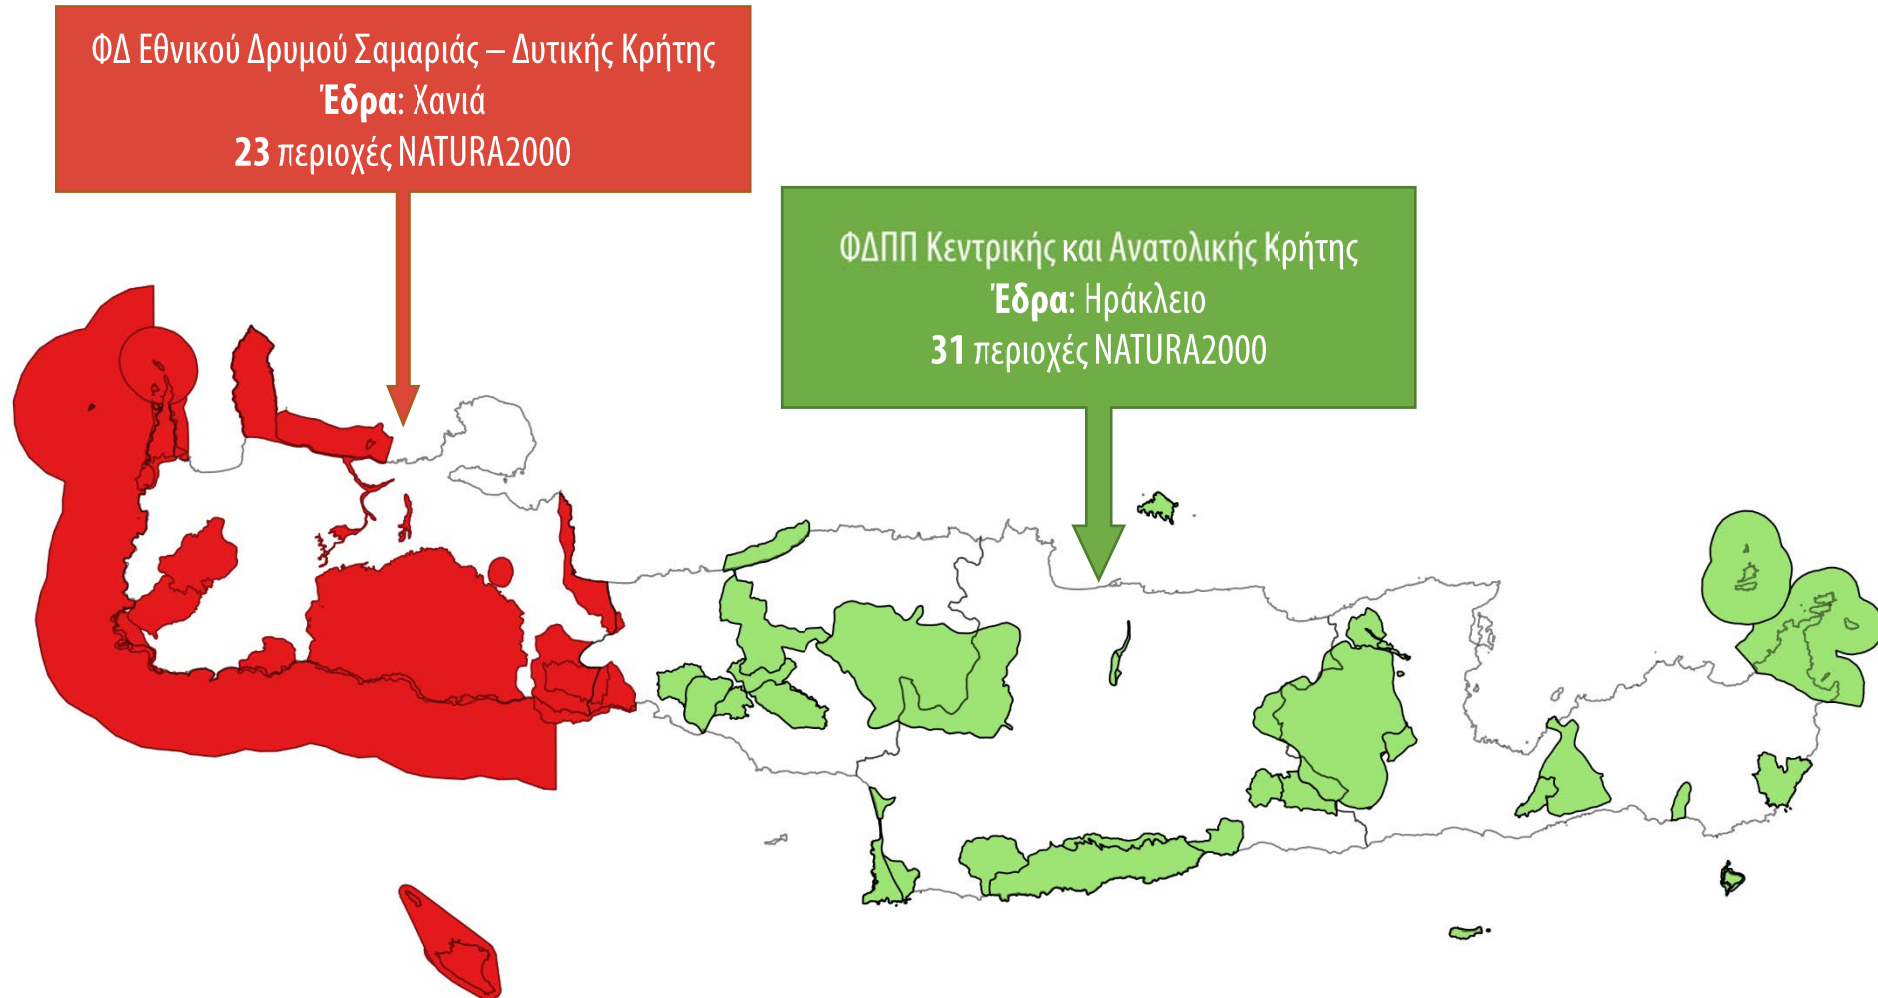 ΦΔ Εθνικού Δρυμού Σαμαριάς – Δυτικής Κρήτης
Έδρα: Χανιά
23 περιοχές NATURA2000
ΦΔΠΠ Κεντρικής και Ανατολικής Κρήτης
Έδρα: Ηράκλειο
31 περιοχές NATURA2000